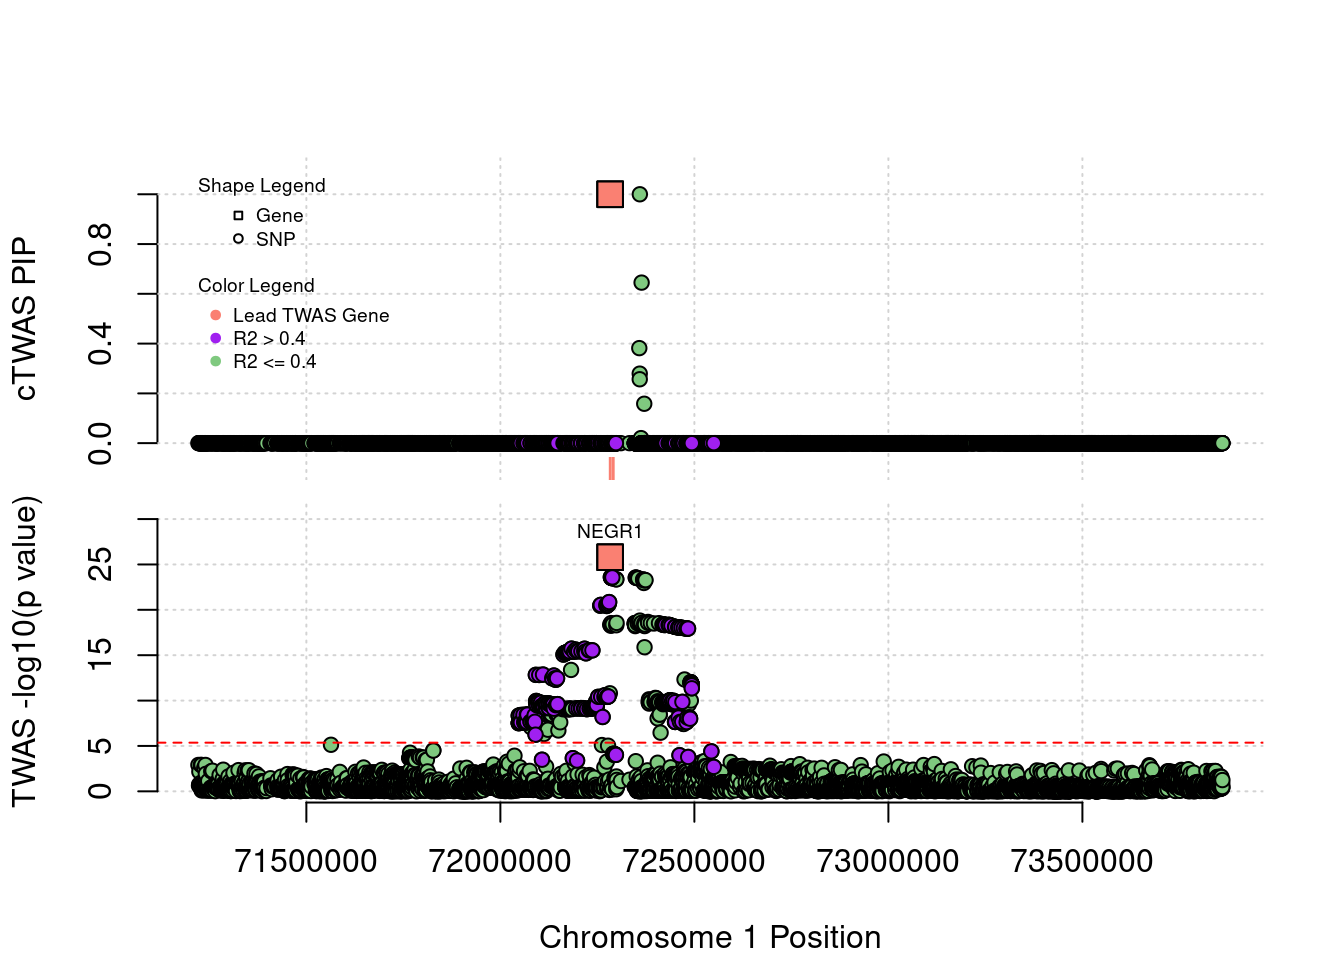 Shape Legend
Gene
SNP
Color Legend
Lead TWAS Gene
R2 > 0.4
R2 <= 0.4
cTWAS PIP
0.8
0.4
0.0
NEGR1
TWAS -log10(p value)
25
15
5
0
71500000 72000000 72500000 73000000 73500000
Chromosome 1 Position